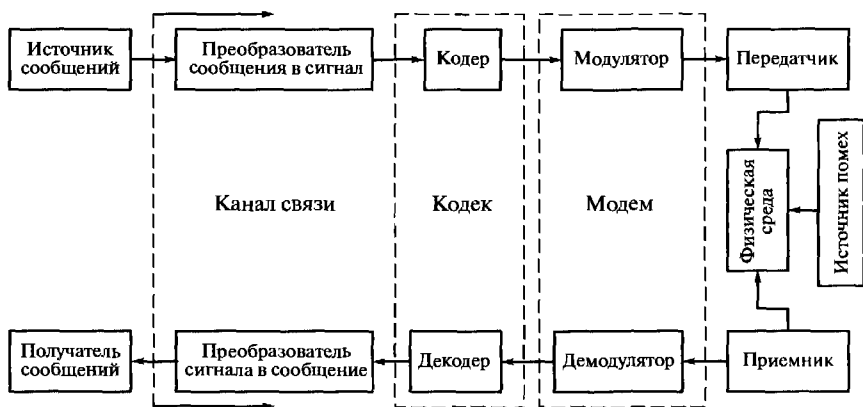 Источник
сообщений
Преобразователь
сообщения в сигнал
Кодер
Модулятор
Передатчик
Канал связи
Кодек
Модем
Физическая
среда
Источник помех
Получатель
сообщений
Преобразователь
сигнала в сообщение
Декодер
Демодулятор
Приемник